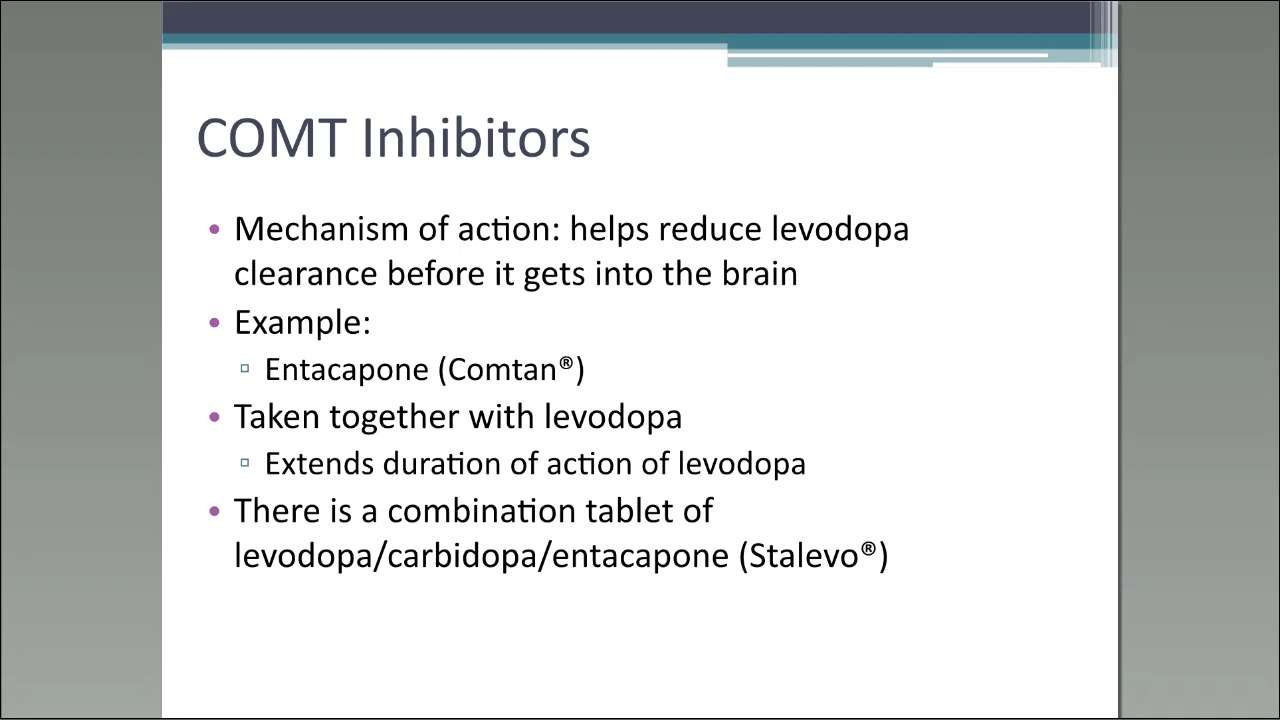 COMT Inhibitors
• Mechanism of action: helps reduce levodopa
clearance before it gets into the brain
• Example:
▫ Entacapone (Comtan®)
• Taken together with levodopa
▫ Extends duration of action of levodopa
• There is a combination tablet of
levodopa/carbidopa/entacapone (Stalevo®)